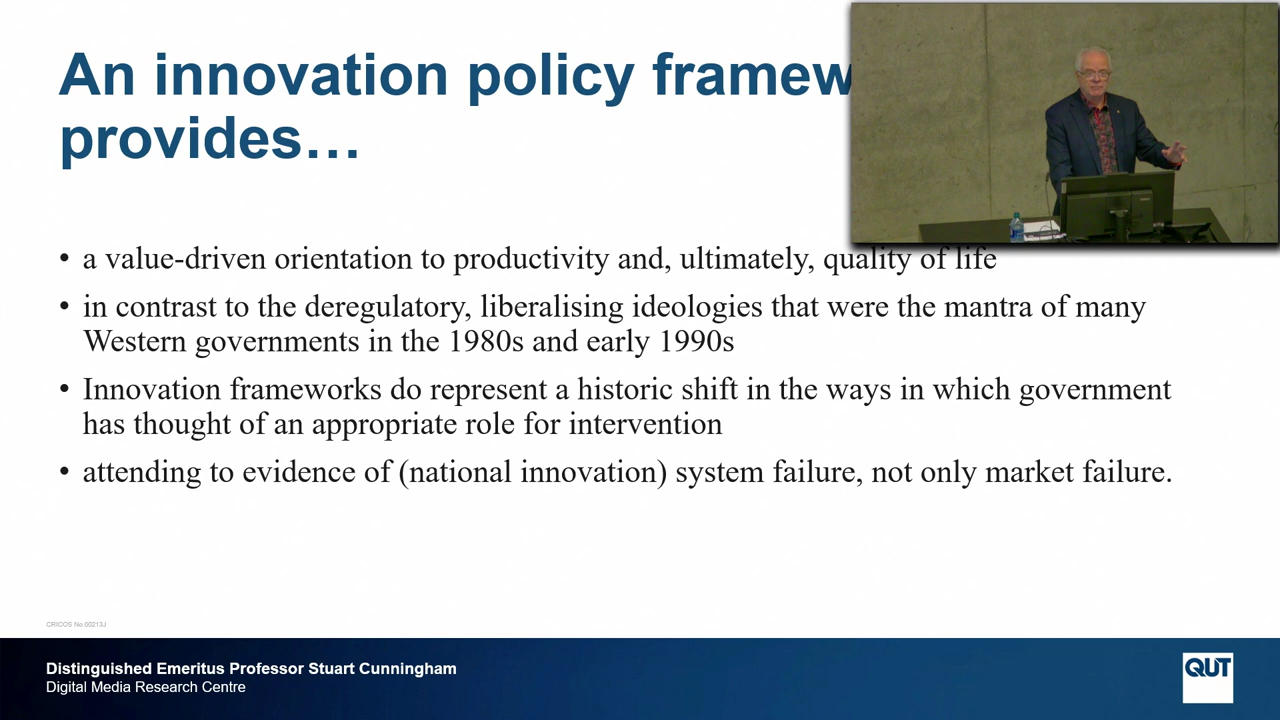 An innovation policy framew
provides…
• a value-driven orientation to productivity and, ultimately, quality of life
• in contrast to the deregulatory, liberalising ideologies that were the mantra of many
Western governments in the 1980s and early 1990s
• Innovation frameworks do represent a historic shift in the ways in which government
has thought of an appropriate role for intervention
• attending to evidence of (national innovation) system failure, not only market failure.
CRICOS No.00213J
Distinguished Emeritus Professor Stuart Cunningham
Digital Media Research Centre
QUT